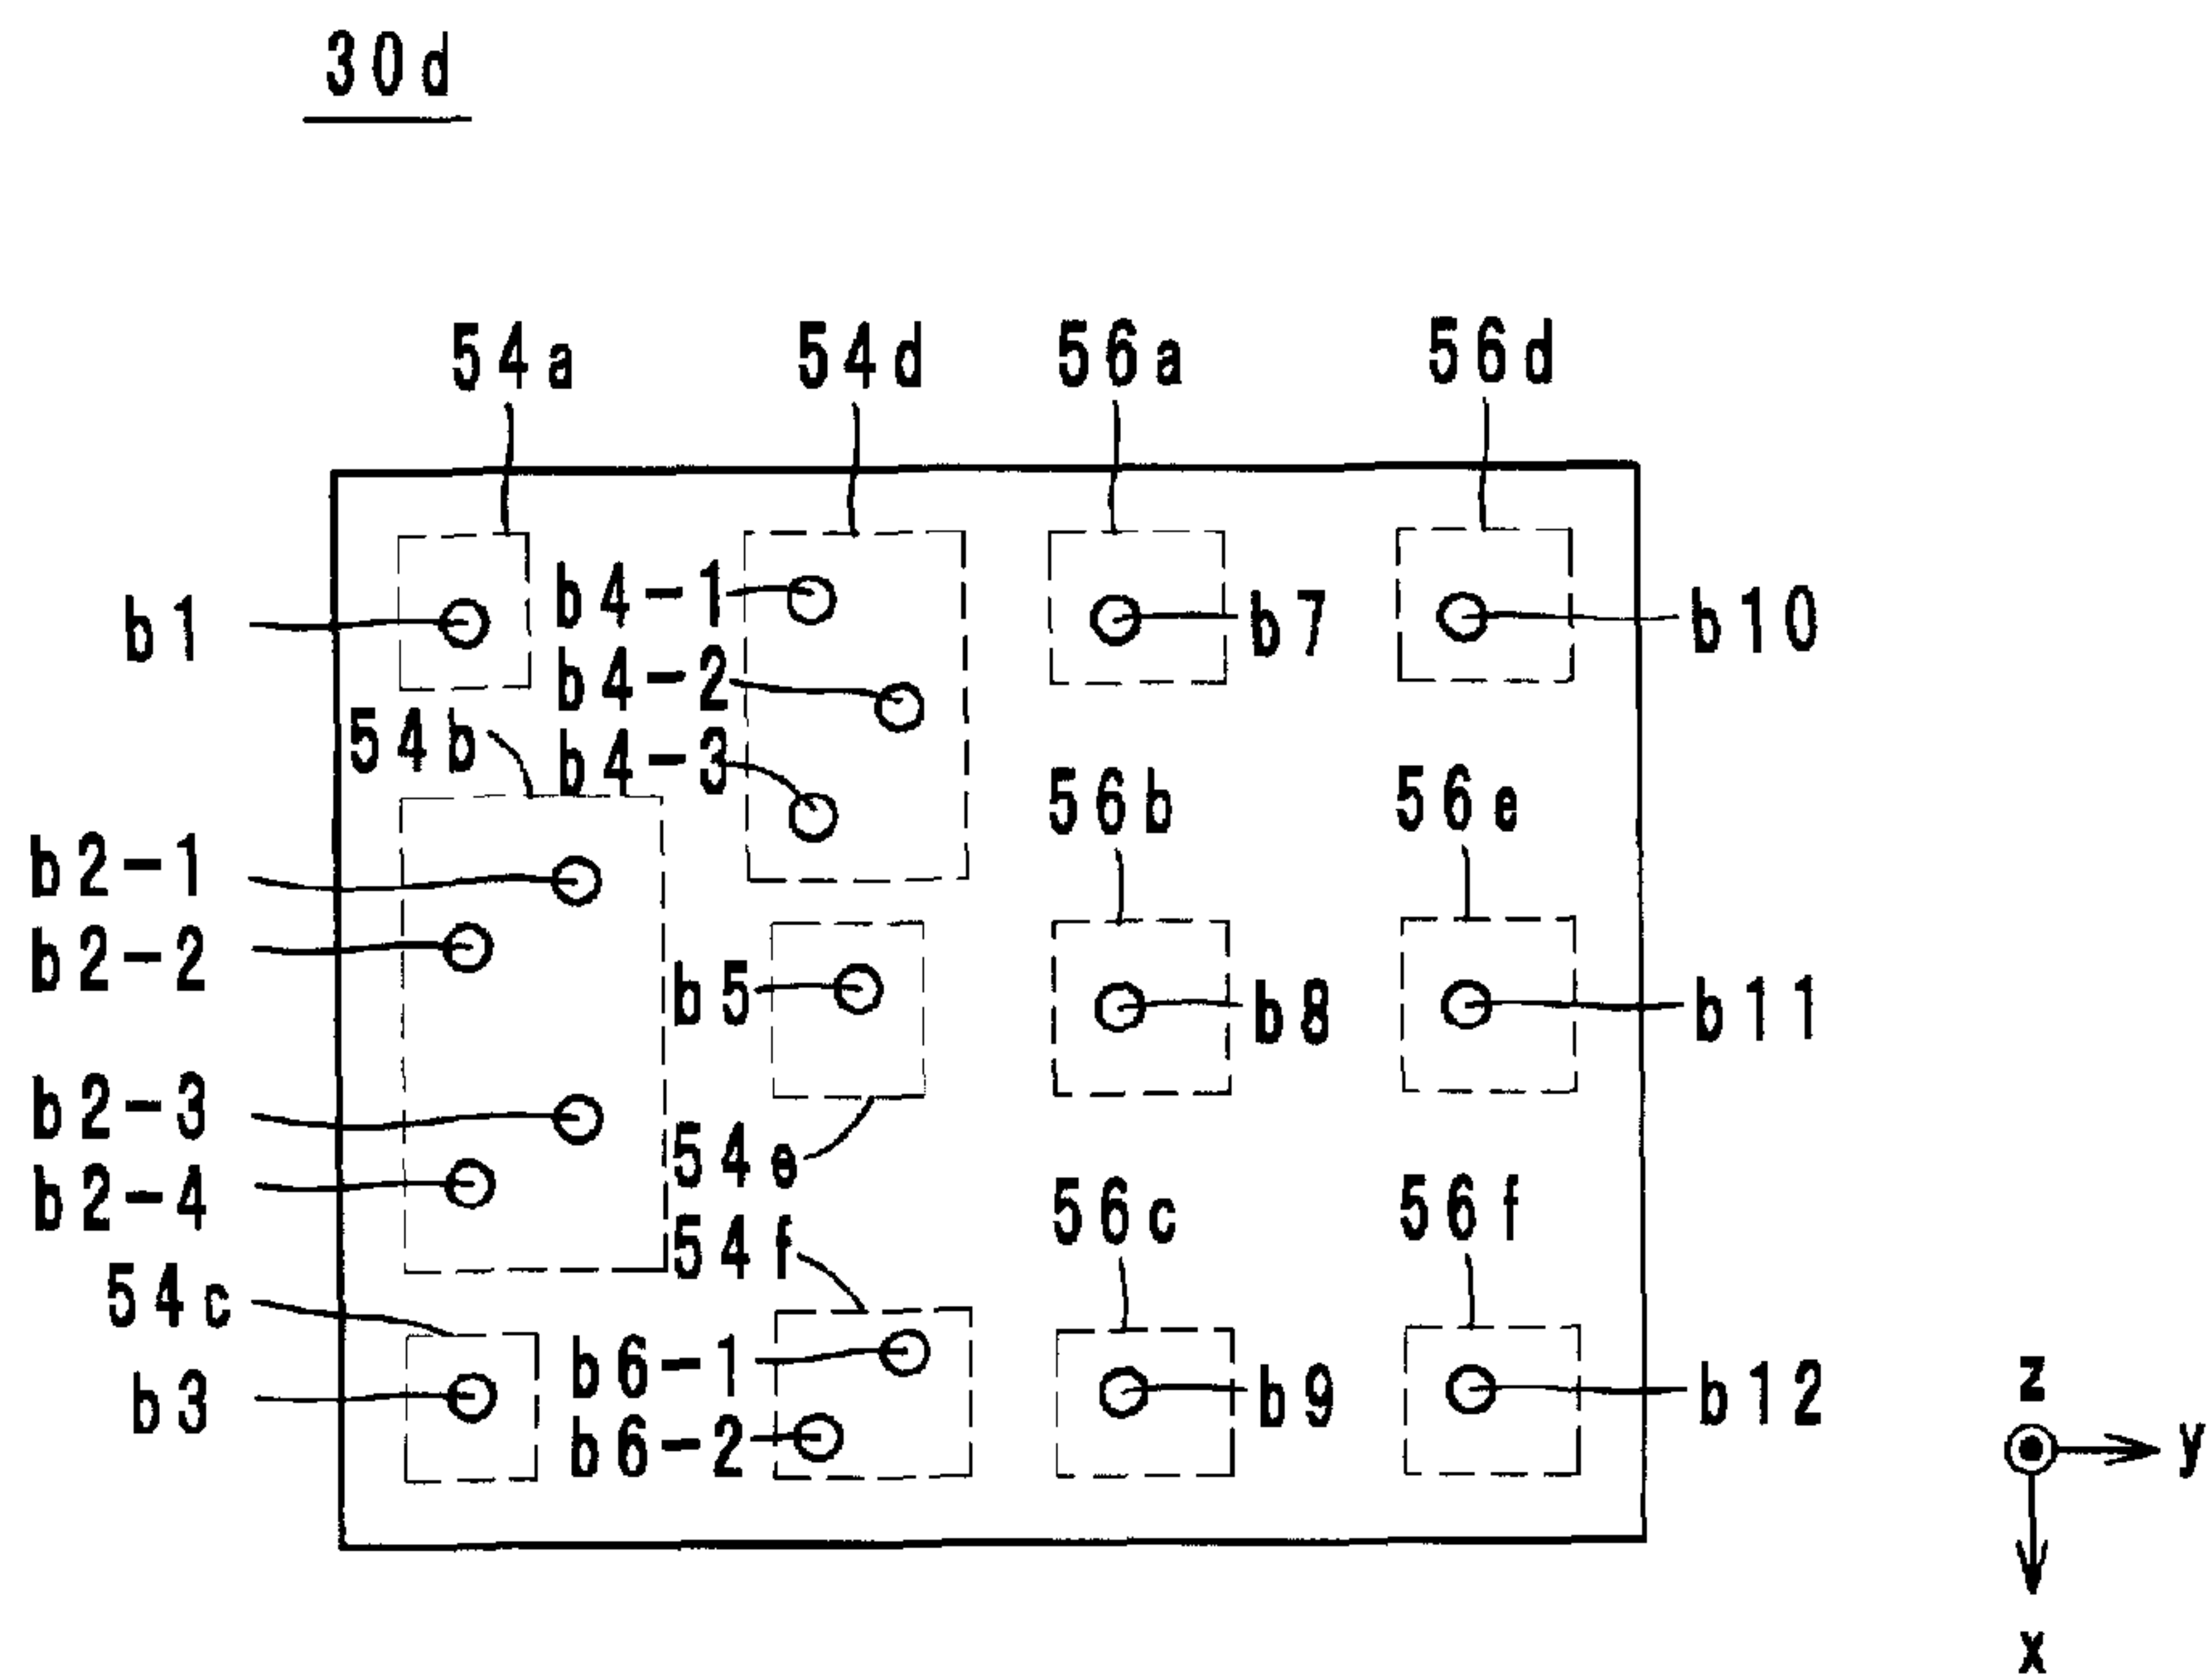 30d
54a 54d 56a 56d
b1 b4-1 b7 b10
b4-2
54b b4-3
56b 56e
b2-1
b2-2 b5 b8 b11
b2-3
54e
b2-4 56c 56f
54f
54c
b3 b6-1 b9 b12
b6-2
z
y
x